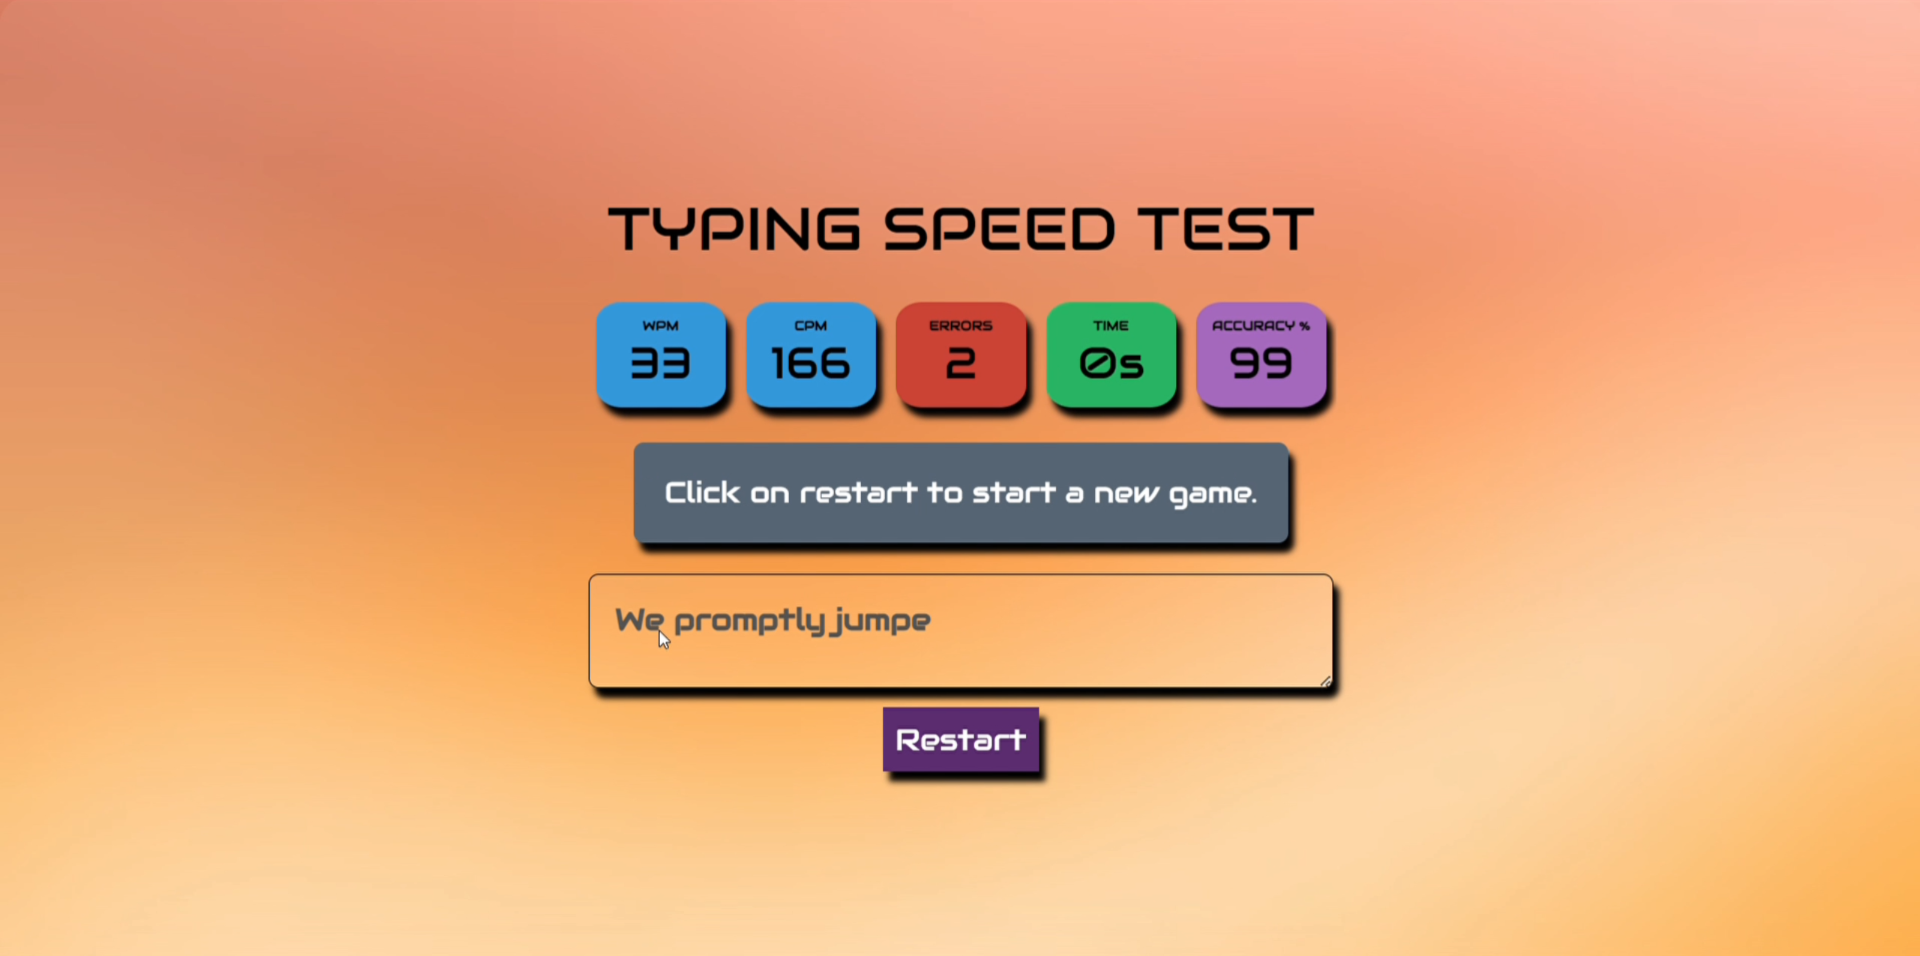 TYPING SPEED TEST
WPM CPM ERRORS TIME ACCURACY %
33 166 2 0s 99
Click on restart to start a new game.
We promptly jumpe
Restart